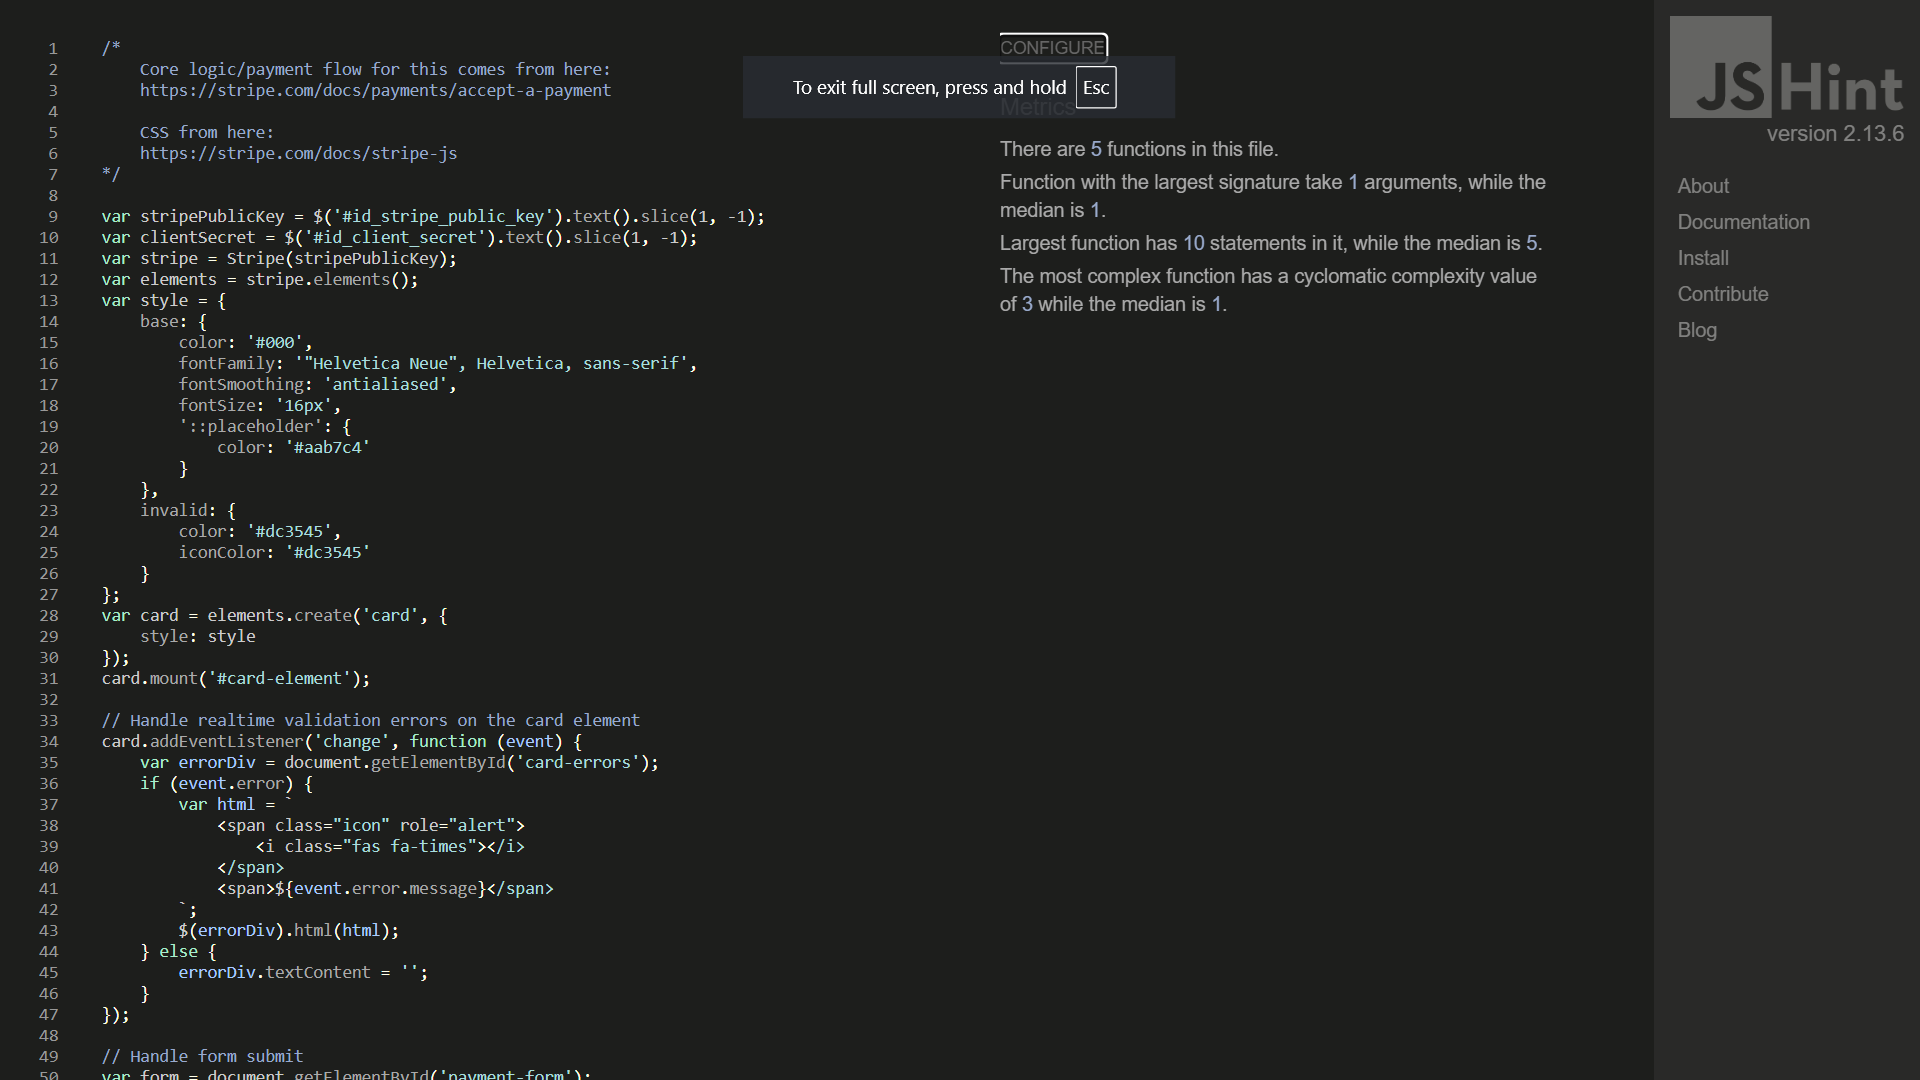 1 /*
2 Core logic/payment flow for this comes from here:
3 https://stripe.com/docs/payments/accept-a-payment
4
5 CSS from here:
6 https://stripe.com/docs/stripe-js
7 */
8
9 var stripePublicKey = $('#id_stripe_public_key').text().slice(1, -1);
10 var clientSecret = $('#id_client_secret').text().slice(1, -1);
11 var stripe = Stripe(stripePublicKey);
12 var elements = stripe.elements();
13 var style = {
14 base: {
15 color: '#000',
16 fontFamily: '"Helvetica Neue", Helvetica, sans-serif',
17 fontSmoothing: 'antialiased',
18 fontSize: '16px',
19 '::placeholder': {
20 color: '#aab7c4'
21 }
22 },
23 invalid: {
24 color: '#dc3545',
25 iconColor: '#dc3545'
26 }
27 };
28 var card = elements.create('card', {
29 style: style
30 });
31 card.mount('#card-element');
32
33 // Handle realtime validation errors on the card element
34 card.addEventListener('change', function (event) {
35 var errorDiv = document.getElementById('card-errors');
36 if (event.error) {
37 var html = `
38 <span class="icon" role="alert">
39 <i class="fas fa-times"></i>
40 </span>
41 <span>${event.error.message}</span>
42 `;
43 $(errorDiv).html(html);
44 } else {
45 errorDiv.textContent = '';
46 }
47 });
48
49 // Handle form submit
50 var form = document.getElementById('payment-form');
CONFIGURE
To exit full screen, press and hold Esc
Metrics
There are 5 functions in this file.
Function with the largest signature take 1 arguments, while the
median is 1.
Largest function has 10 statements in it, while the median is 5.
The most complex function has a cyclomatic complexity value
of 3 while the median is 1.
JSHint
version 2.13.6
About
Documentation
Install
Contribute
Blog